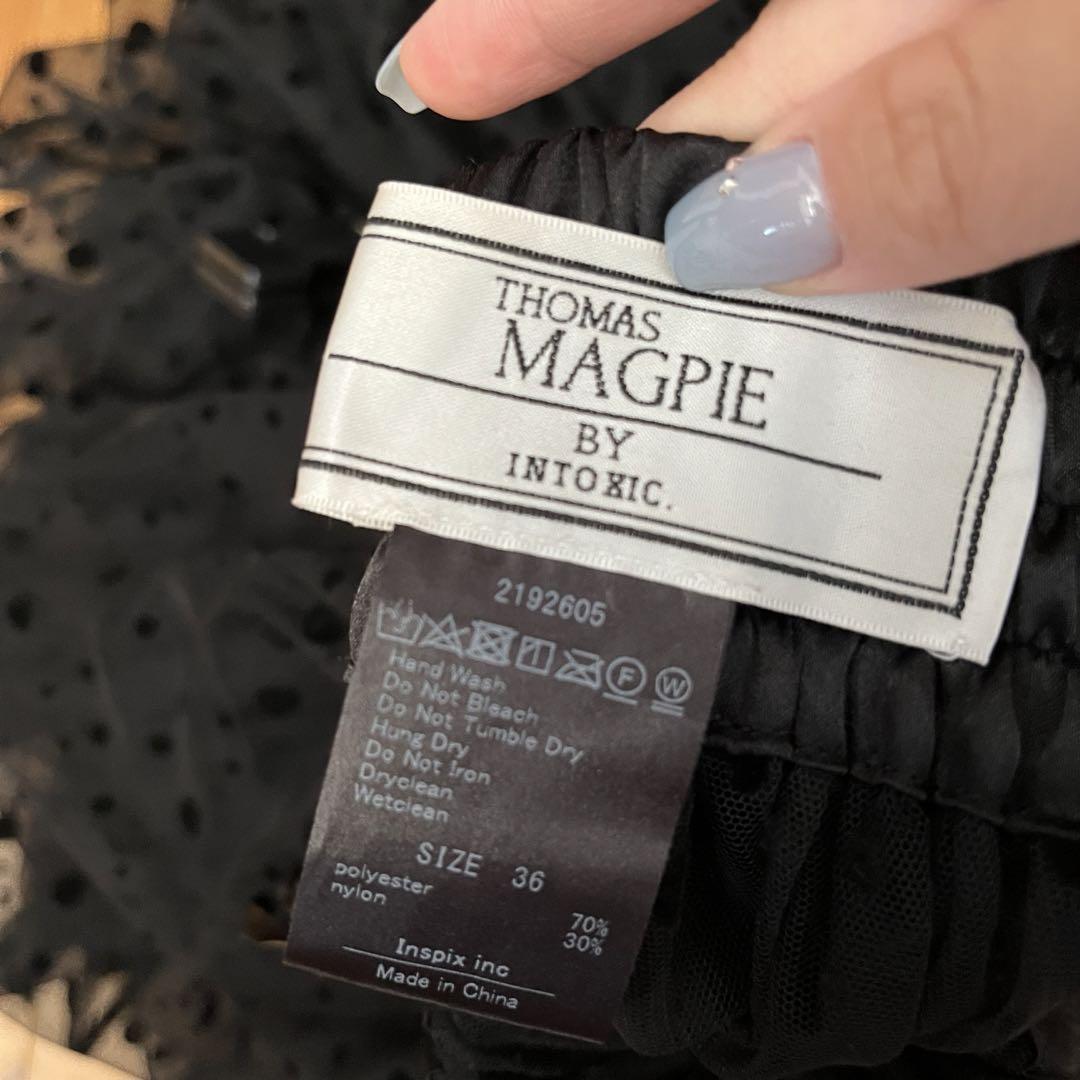 THOMAS
MAGPIE
BY
INTOXIC.
2192605
F W
Hand Wash
Do Not Bleach
Do Not Tumble Dry
Hung Dry
Do Not Iron
Dryclean
Wetclean
SIZE 36
polyester 70%
nylon 30%
Inspix inc
Made in China